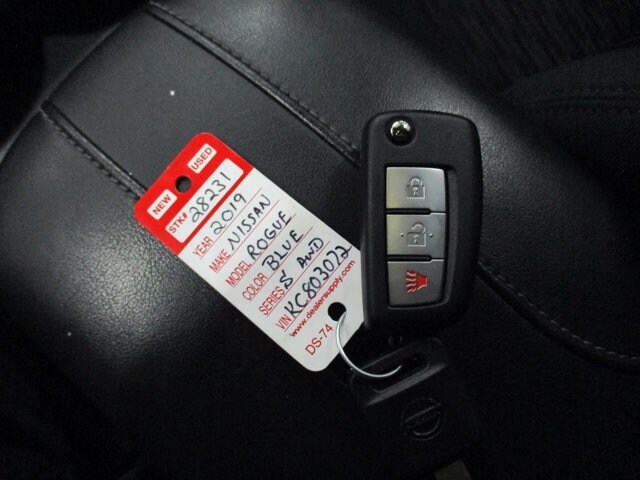 NEW USED
STK# 28231
YEAR 2019
MAKE NISSAN
MODEL ROGUE
COLOR BLUE
SERIES S AWD
VIN KC803072
www.dealersupply.com
DS-74